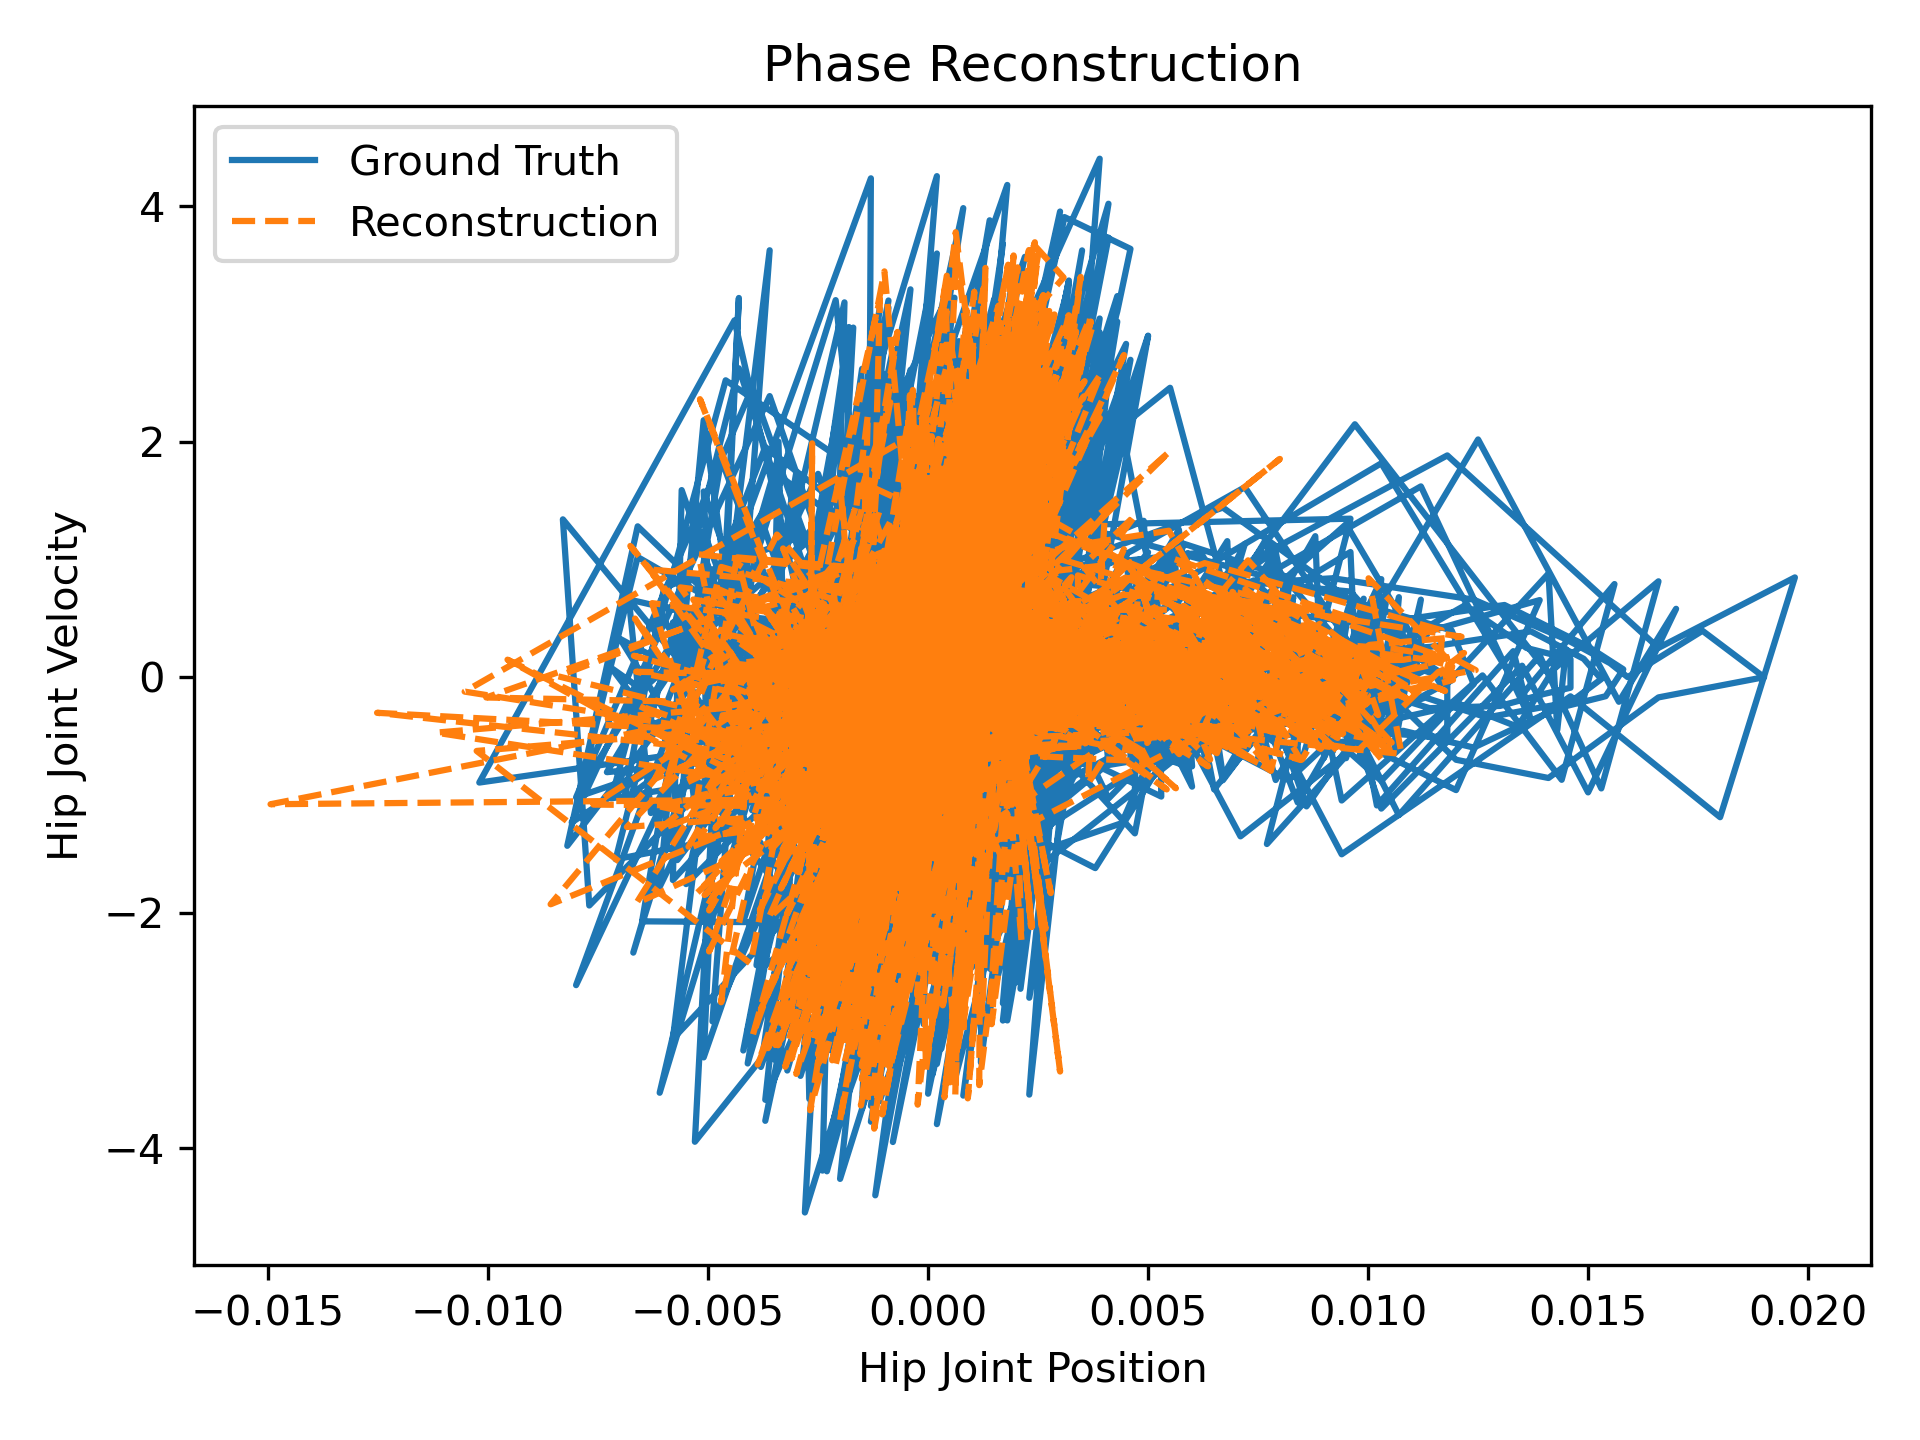 Phase Reconstruction
Ground Truth
Reconstruction
4
2
0
−2
−4
Hip Joint Velocity
−0.015 −0.010 −0.005 0.000 0.005 0.010 0.015 0.020
Hip Joint Position